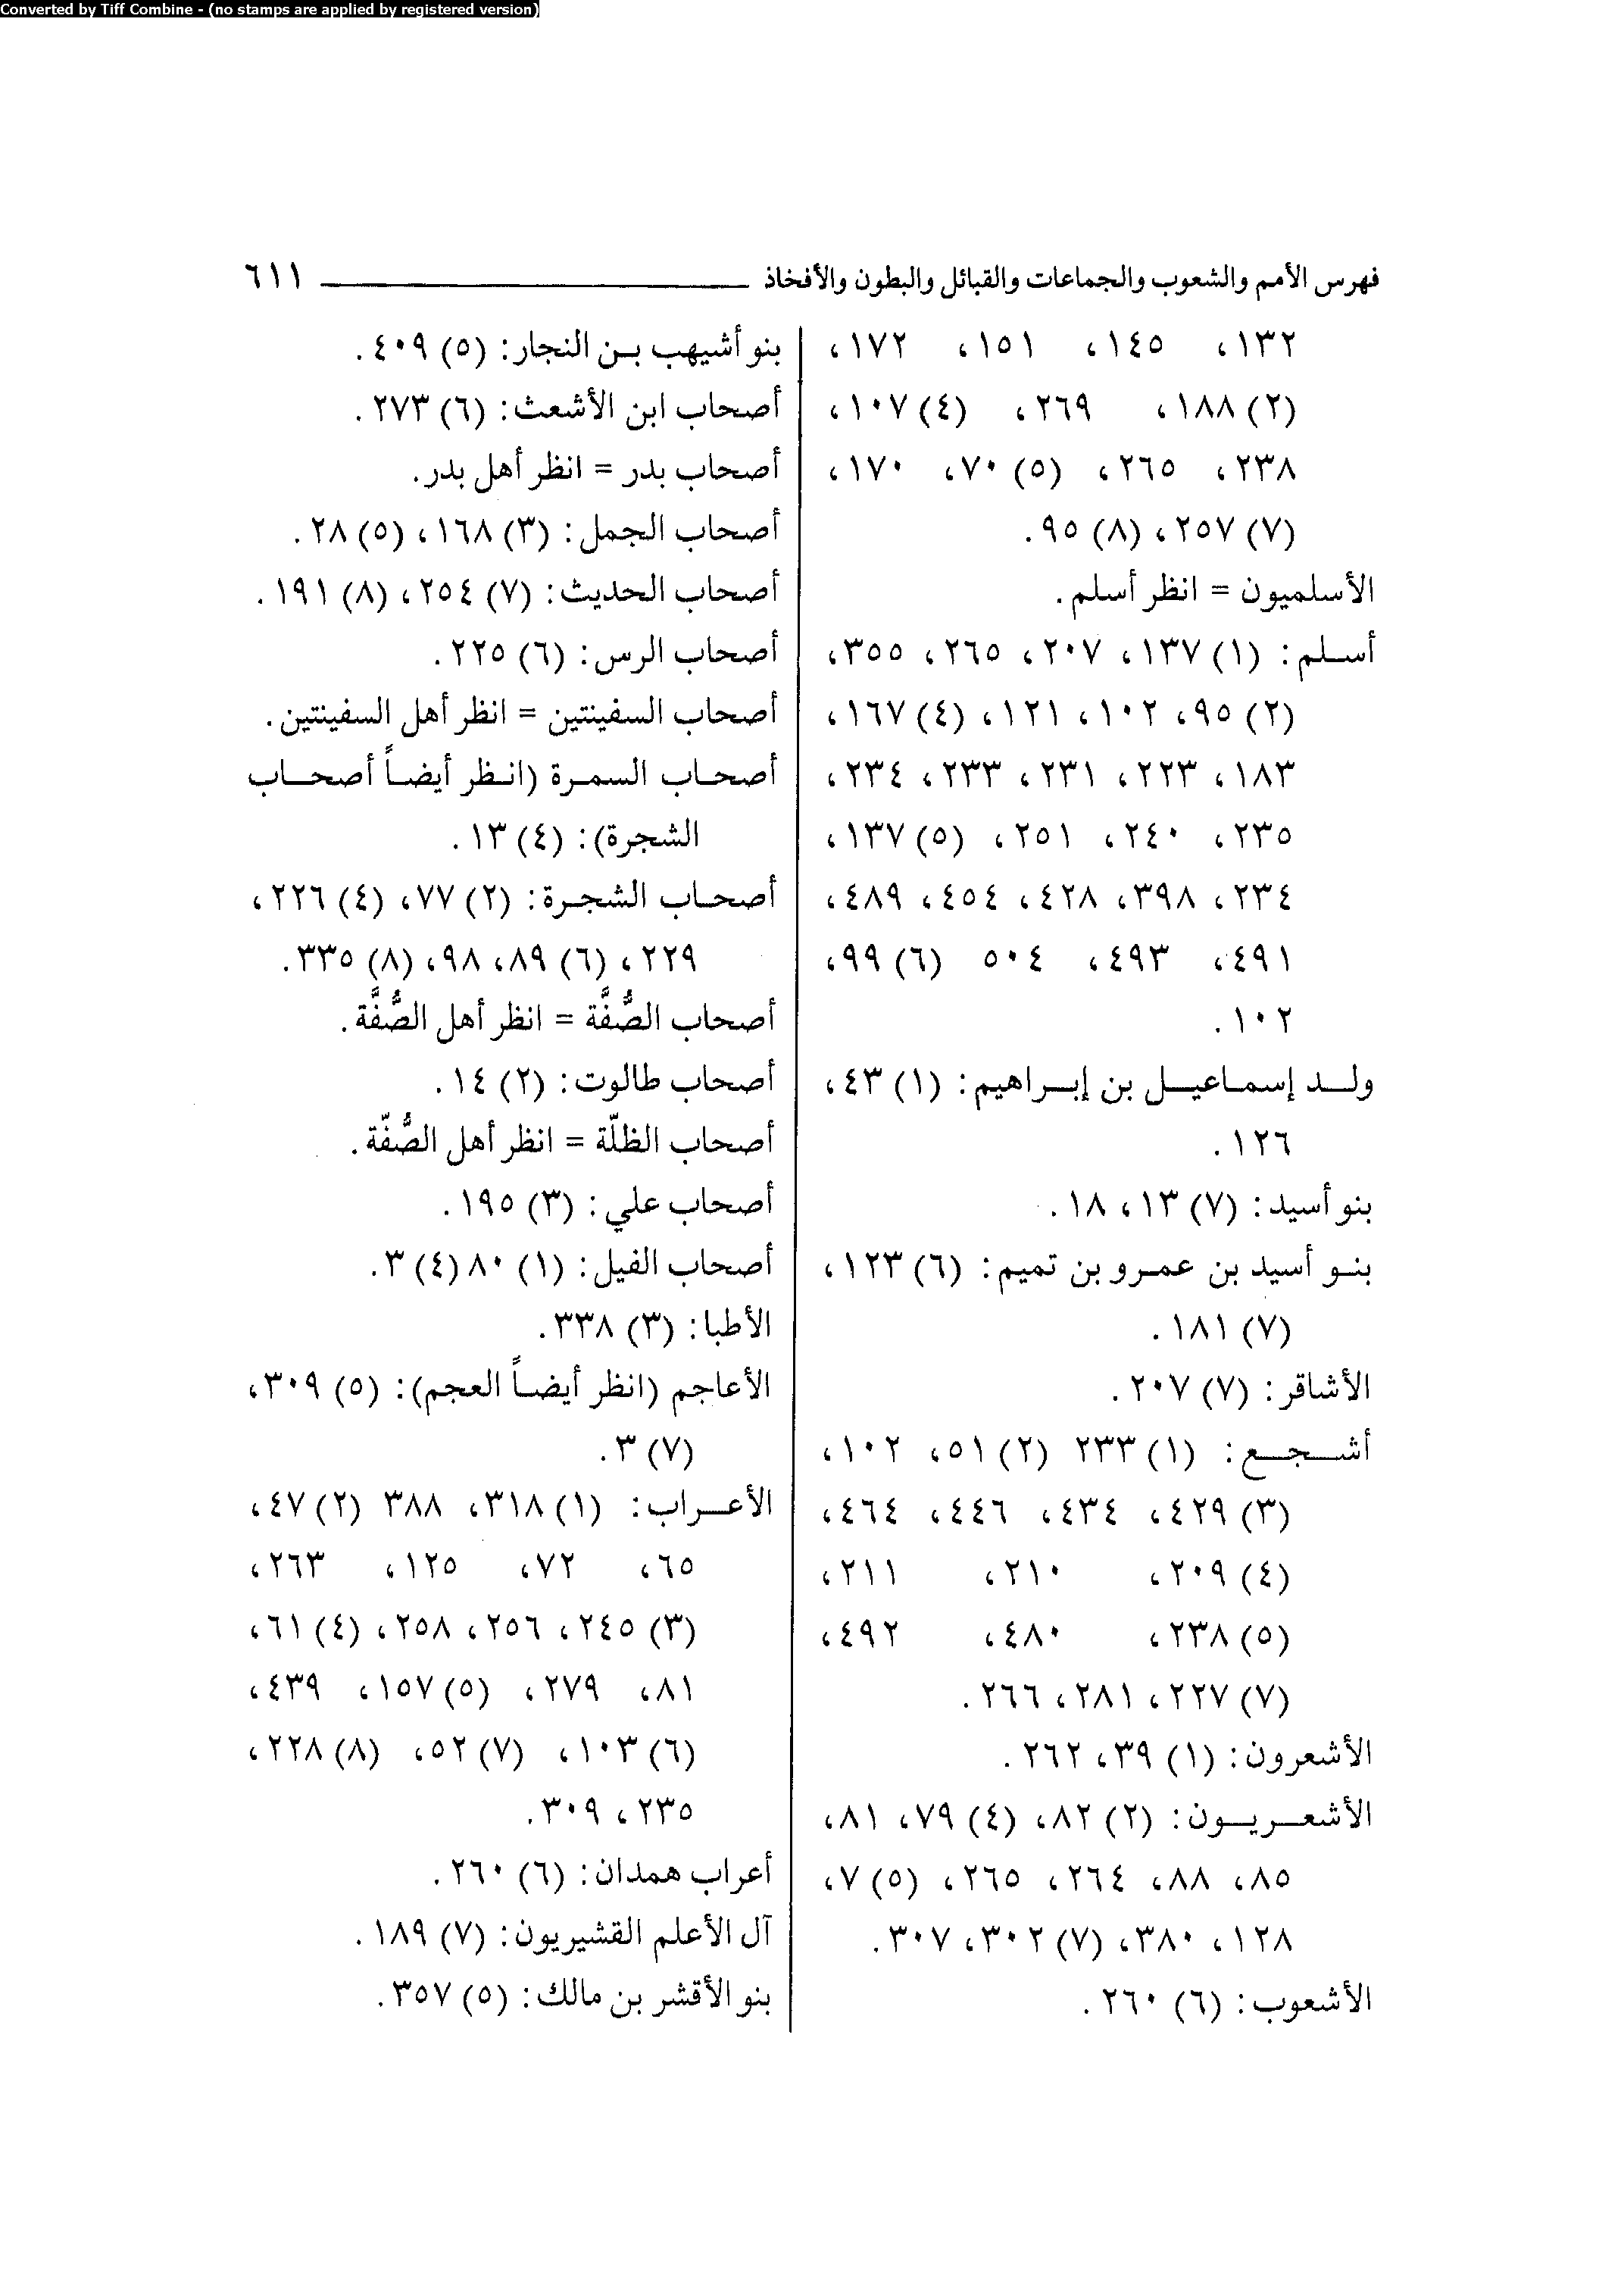 Converted by Tiff Combine - (no stamps are applied by registered version)
فهرس الأمم والشعوب والجماعات والقبائل والبطون والأفخاذ ٦١١
١٣٢، ١٤٥، ١٥١، ١٧٢،
(٢) ١٨٨، ٢٦٩، (٤) ١٠٧،
٢٣٨، ٢٦٥، (٥) ٧٠، ١٧٠،
(٧) ٢٥٧، (٨) ٩٥.
الأسلميون = انظر أسلم.
أسلم: (١) ١٣٧، ٢٠٧، ٢٦٥، ٣٥٥،
(٢) ٩٥، ١٠٢، ١٢١، (٤) ١٦٧،
١٨٣، ٢٢٣، ٢٣١، ٢٣٣، ٢٣٤،
٢٣٥، ٢٤٠، ٢٥١، (٥) ١٣٧،
٢٣٤، ٣٩٨، ٤٢٨، ٤٥٤، ٤٨٩،
٤٩١، ٤٩٣، ٥٠٤ (٦) ٩٩،
١٠٢.
ولد إسماعيل بن إبراهيم: (١) ٤٣،
١٢٦.
بنو أسيد: (٧) ١٣، ١٨.
بنو أسيد بن عمرو بن تميم: (٦) ١٢٣،
(٧) ١٨١.
الأشاقر: (٧) ٢٠٧.
أشجع: (١) ٢٣٣ (٢) ٥١، ١٠٢،
(٣) ٤٢٩، ٤٣٤، ٤٤٦، ٤٦٤،
(٤) ٢٠٩، ٢١٠، ٢١١،
(٥) ٢٣٨، ٤٨٠، ٤٩٢،
(٧) ٢٢٧، ٢٨١، ٢٦٦.
الأشعرون: (١) ٣٩، ٢٦٢.
الأشعريون: (٢) ٨٢، (٤) ٧٩، ٨١،
٨٥، ٨٨، ٢٦٤، ٢٦٥، (٥) ٧،
١٢٨، ٣٨٠، (٧) ٣٠٢، ٣٠٧.
الأشعوب: (٦) ٢٦٠.
بنو أشيهب بن النجار: (٥) ٤٠٩.
أصحاب ابن الأشعث: (٦) ٢٧٣.
أصحاب بدر = انظر أهل بدر.
أصحاب الجمل: (٣) ١٦٨، (٥) ٢٨.
أصحاب الحديث: (٧) ٢٥٤، (٨) ١٩١.
أصحاب الرس: (٦) ٢٢٥.
أصحاب السفينتين = انظر أهل السفينتين.
أصحاب السمرة (انظر أيضاً أصحاب
الشجرة): (٤) ١٣.
أصحاب الشجرة: (٢) ٧٧، (٤) ٢٢٦،
٢٢٩، (٦) ٨٩، ٩٨، (٨) ٣٣٥.
أصحاب الصُّفَّة = انظر أهل الصُّفَّة.
أصحاب طالوت: (٢) ١٤.
أصحاب الظلّة = انظر أهل الصُّفّة.
أصحاب علي: (٣) ١٩٥.
أصحاب الفيل: (١) ٨٠ (٤) ٣.
الأطبا: (٣) ٣٣٨.
الأعاجم (انظر أيضاً العجم): (٥) ٣٠٩،
(٧) ٣.
الأعراب: (١) ٣١٨، ٣٨٨ (٢) ٤٧،
٦٥، ٧٢، ١٢٥، ٢٦٣،
(٣) ٢٤٥، ٢٥٦، ٢٥٨، (٤) ٦١،
٨١، ٢٧٩، (٥) ١٥٧، ٤٣٩،
(٦) ١٠٣، (٧) ٥٢، (٨) ٢٢٨،
٢٣٥، ٣٠٩.
أعراب همدان: (٦) ٢٦٠.
آل الأعلم القشيريون: (٧) ١٨٩.
بنو الأقشر بن مالك: (٥) ٣٥٧.